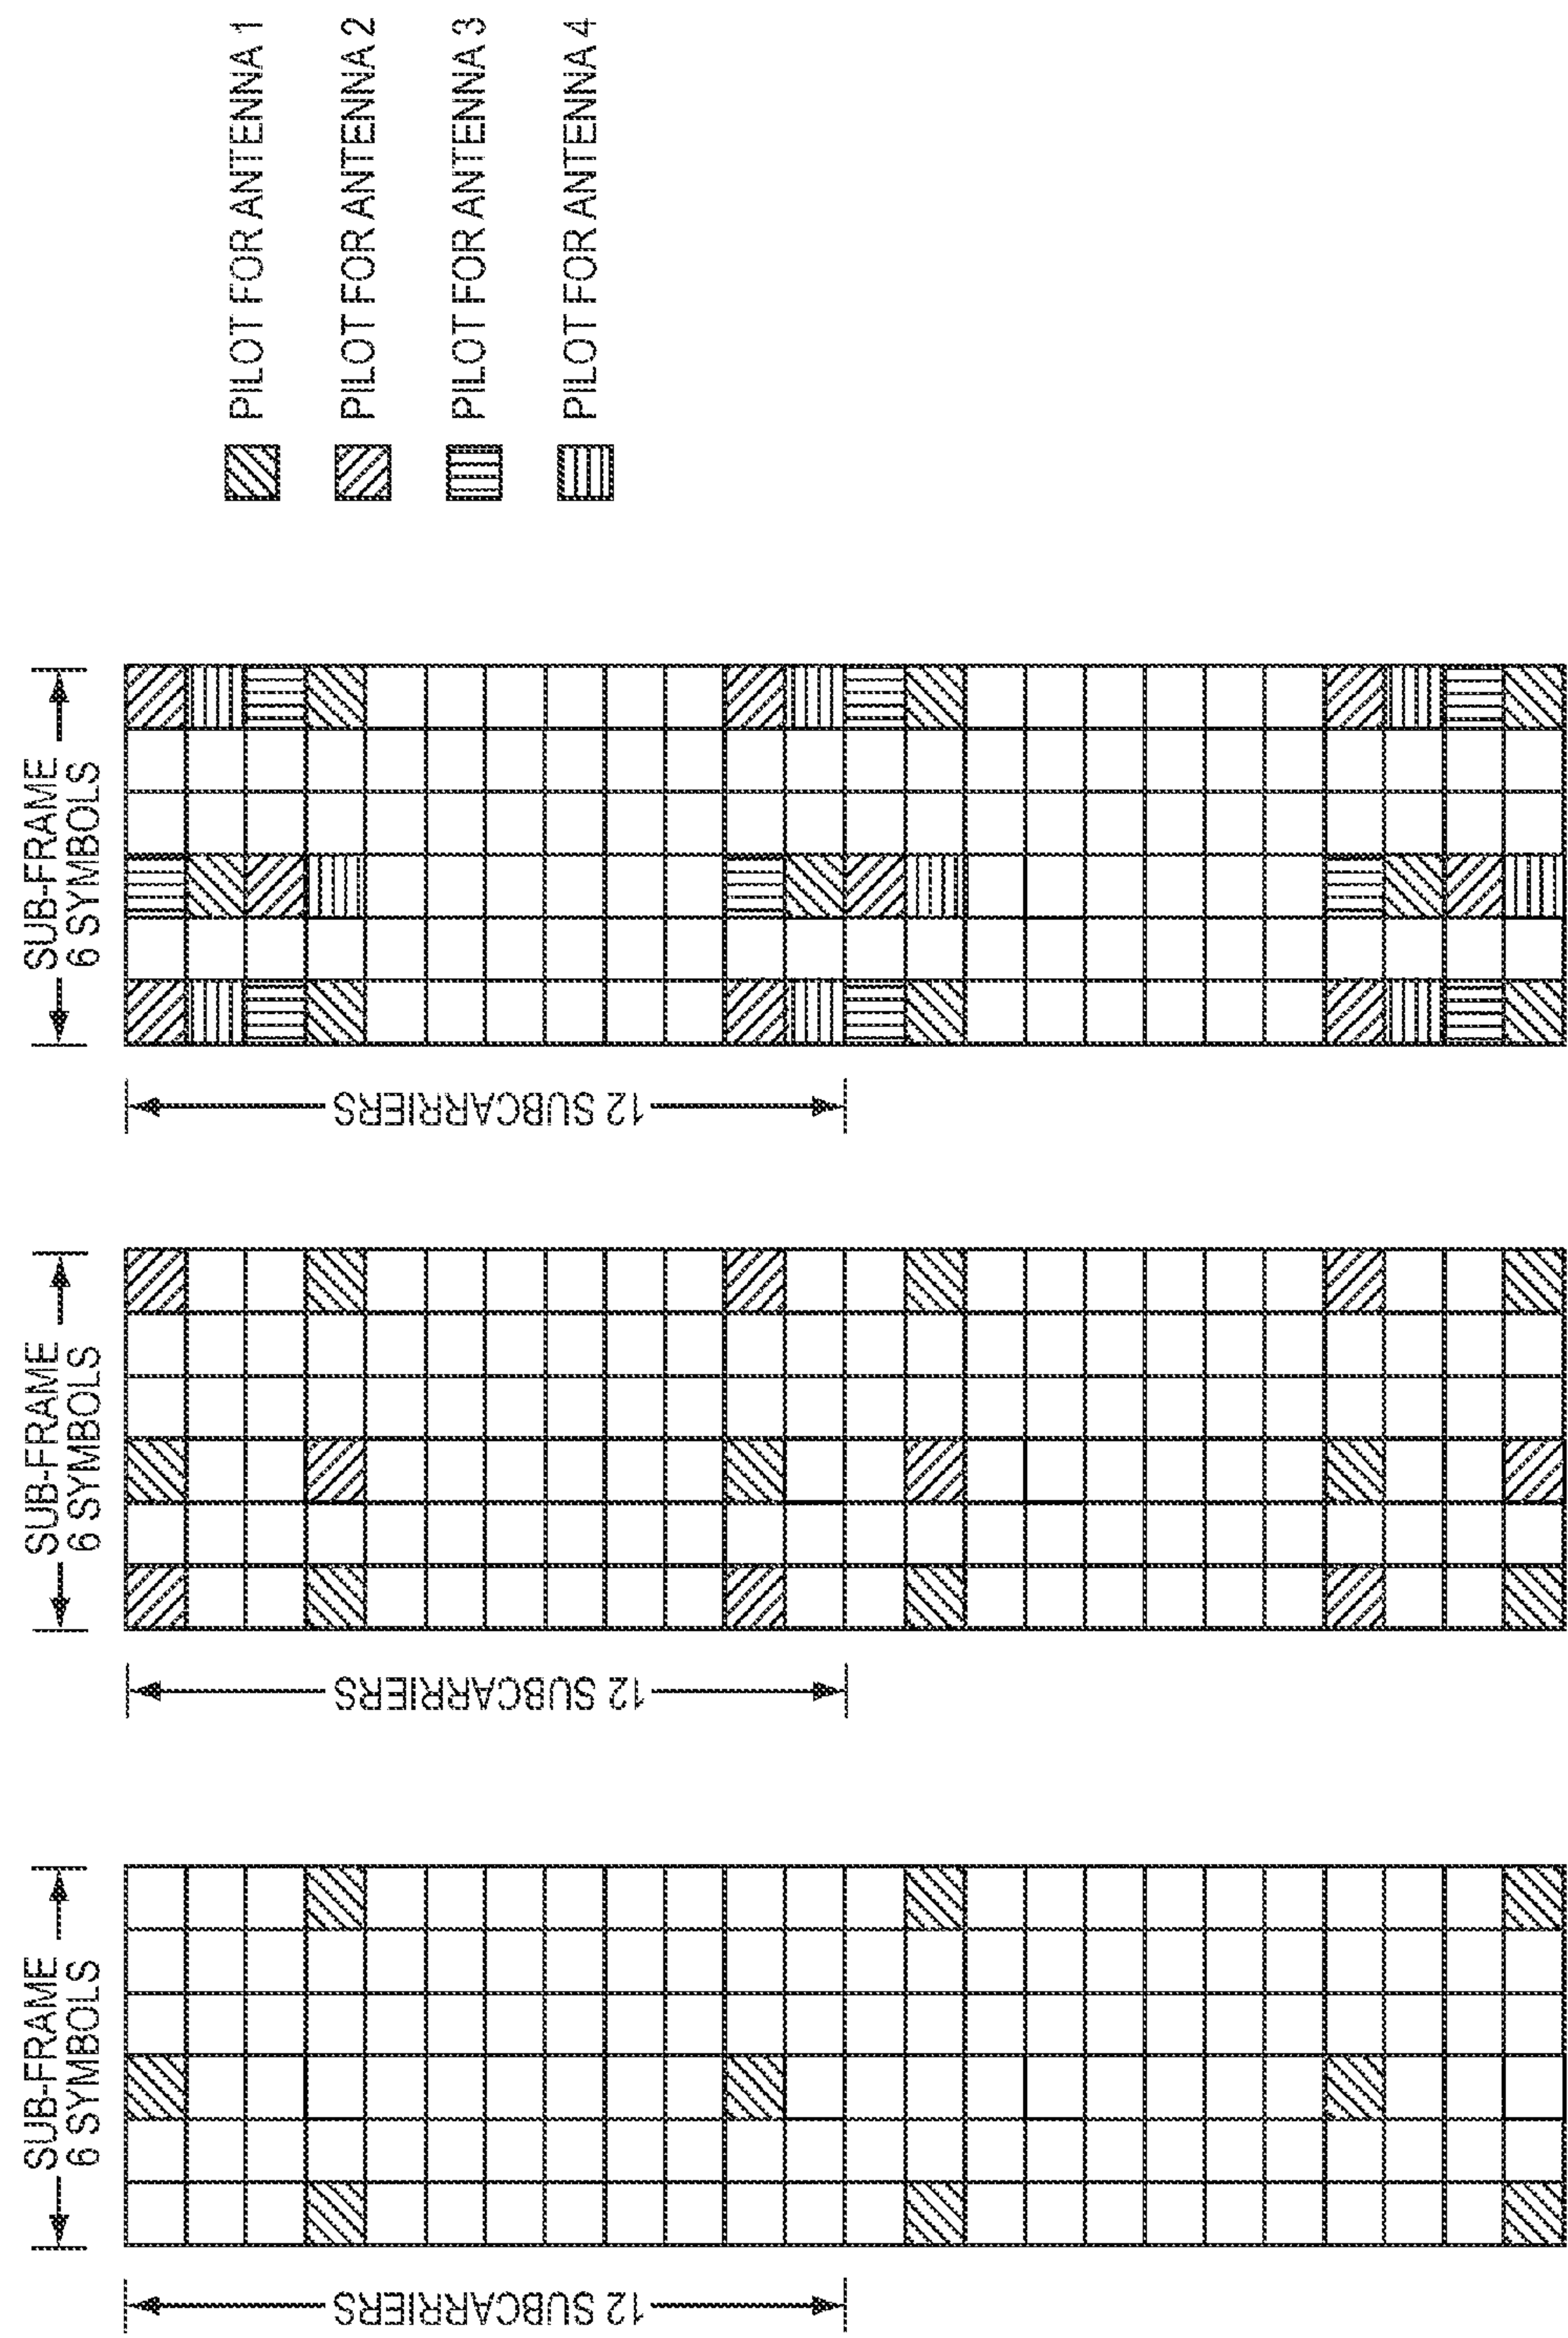 SUB-FRAME
6 SYMBOLS
12 SUBCARRIERS
SUB-FRAME
6 SYMBOLS
12 SUBCARRIERS
SUB-FRAME
6 SYMBOLS
12 SUBCARRIERS
PILOT FOR ANTENNA 1
PILOT FOR ANTENNA 2
PILOT FOR ANTENNA 3
PILOT FOR ANTENNA 4